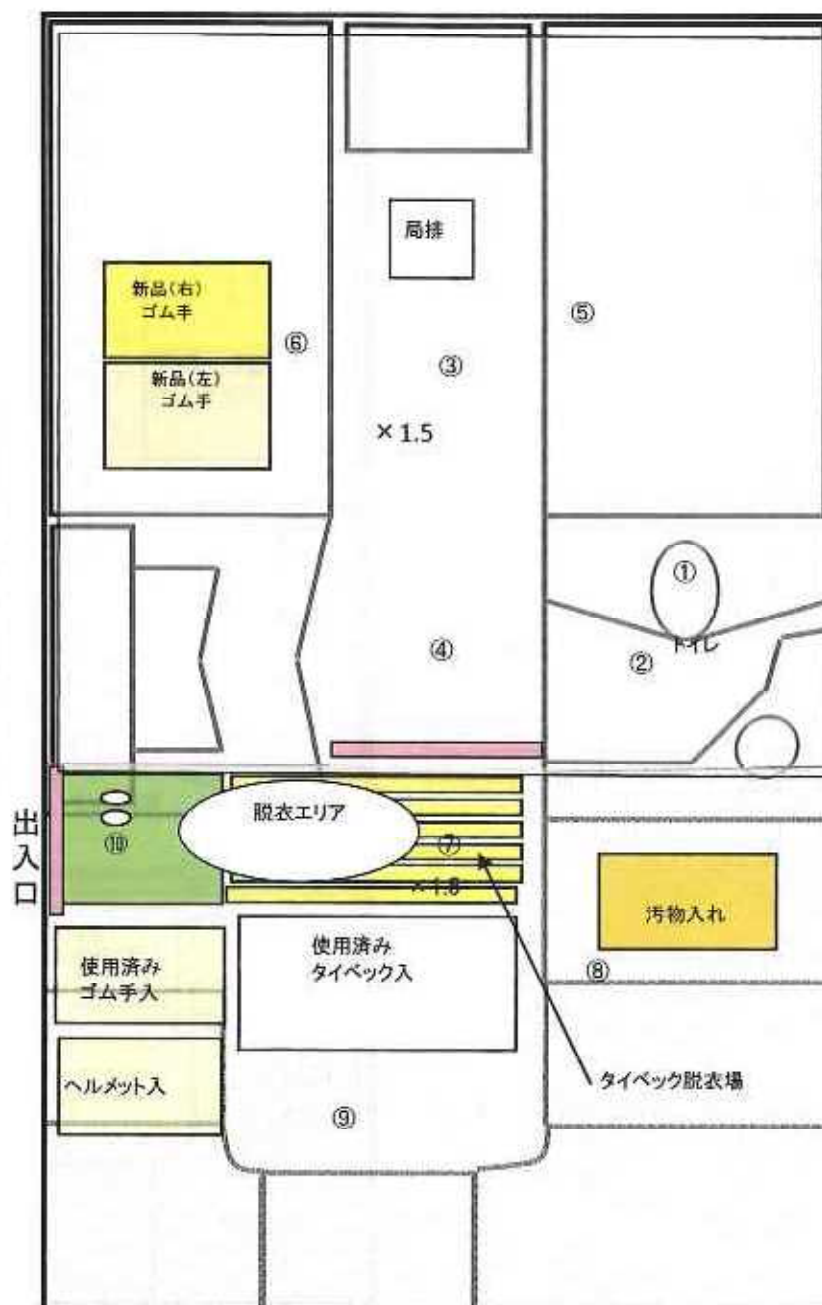 局排
新品(右)
ゴム手
⑤
⑥
③
新品(左)
ゴム手
×1.5
①
④
②
トイレ
脱衣エリア
出入口
⑩
⑦
×1.8
汚物入れ
使用済み
ゴム手入
使用済み
タイベック入
⑧
ヘルメット入
タイベック脱衣場
⑨